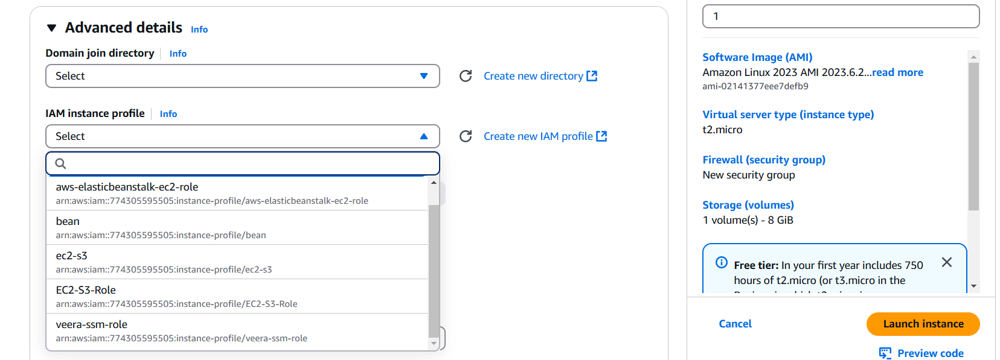 Advanced details Info
Domain join directory Info
Select
Create new directory
IAM instance profile Info
Select
Create new IAM profile
aws-elasticbeanstalk-ec2-role
arn:aws:iam::774305595505:instance-profile/aws-elasticbeanstalk-ec2-role
bean
arn:aws:iam::774305595505:instance-profile/bean
ec2-s3
arn:aws:iam::774305595505:instance-profile/ec2-s3
EC2-S3-Role
arn:aws:iam::774305595505:instance-profile/EC2-S3-Role
veera-ssm-role
arn:aws:iam::774305595505:instance-profile/veera-ssm-role
1
Software Image (AMI)
Amazon Linux 2023 AMI 2023.6.2...read more
ami-02141377eee7defb9
Virtual server type (instance type)
t2.micro
Firewall (security group)
New security group
Storage (volumes)
1 volume(s) - 8 GiB
Free tier: In your first year includes 750
hours of t2.micro (or t3.micro in the
Cancel
Launch instance
Preview code